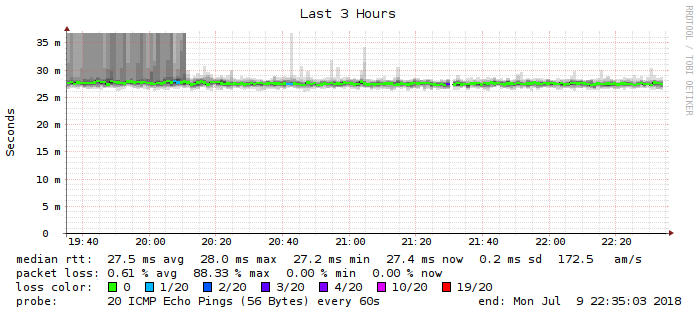 Last 3 Hours
RRDTOOL / TOBI OETIKER
Seconds
35 m
30 m
25 m
20 m
15 m
10 m
5 m
0
19:40 20:00 20:20 20:40 21:00 21:20 21:40 22:00 22:20
median rtt: 27.5 ms avg 28.0 ms max 27.2 ms min 27.4 ms now 0.2 ms sd 172.5 am/s
packet loss: 0.61 % avg 88.33 % max 0.00 % min 0.00 % now
loss color: 0 1/20 2/20 3/20 4/20 10/20 19/20
probe: 20 ICMP Echo Pings (56 Bytes) every 60s end: Mon Jul 9 22:35:03 2018